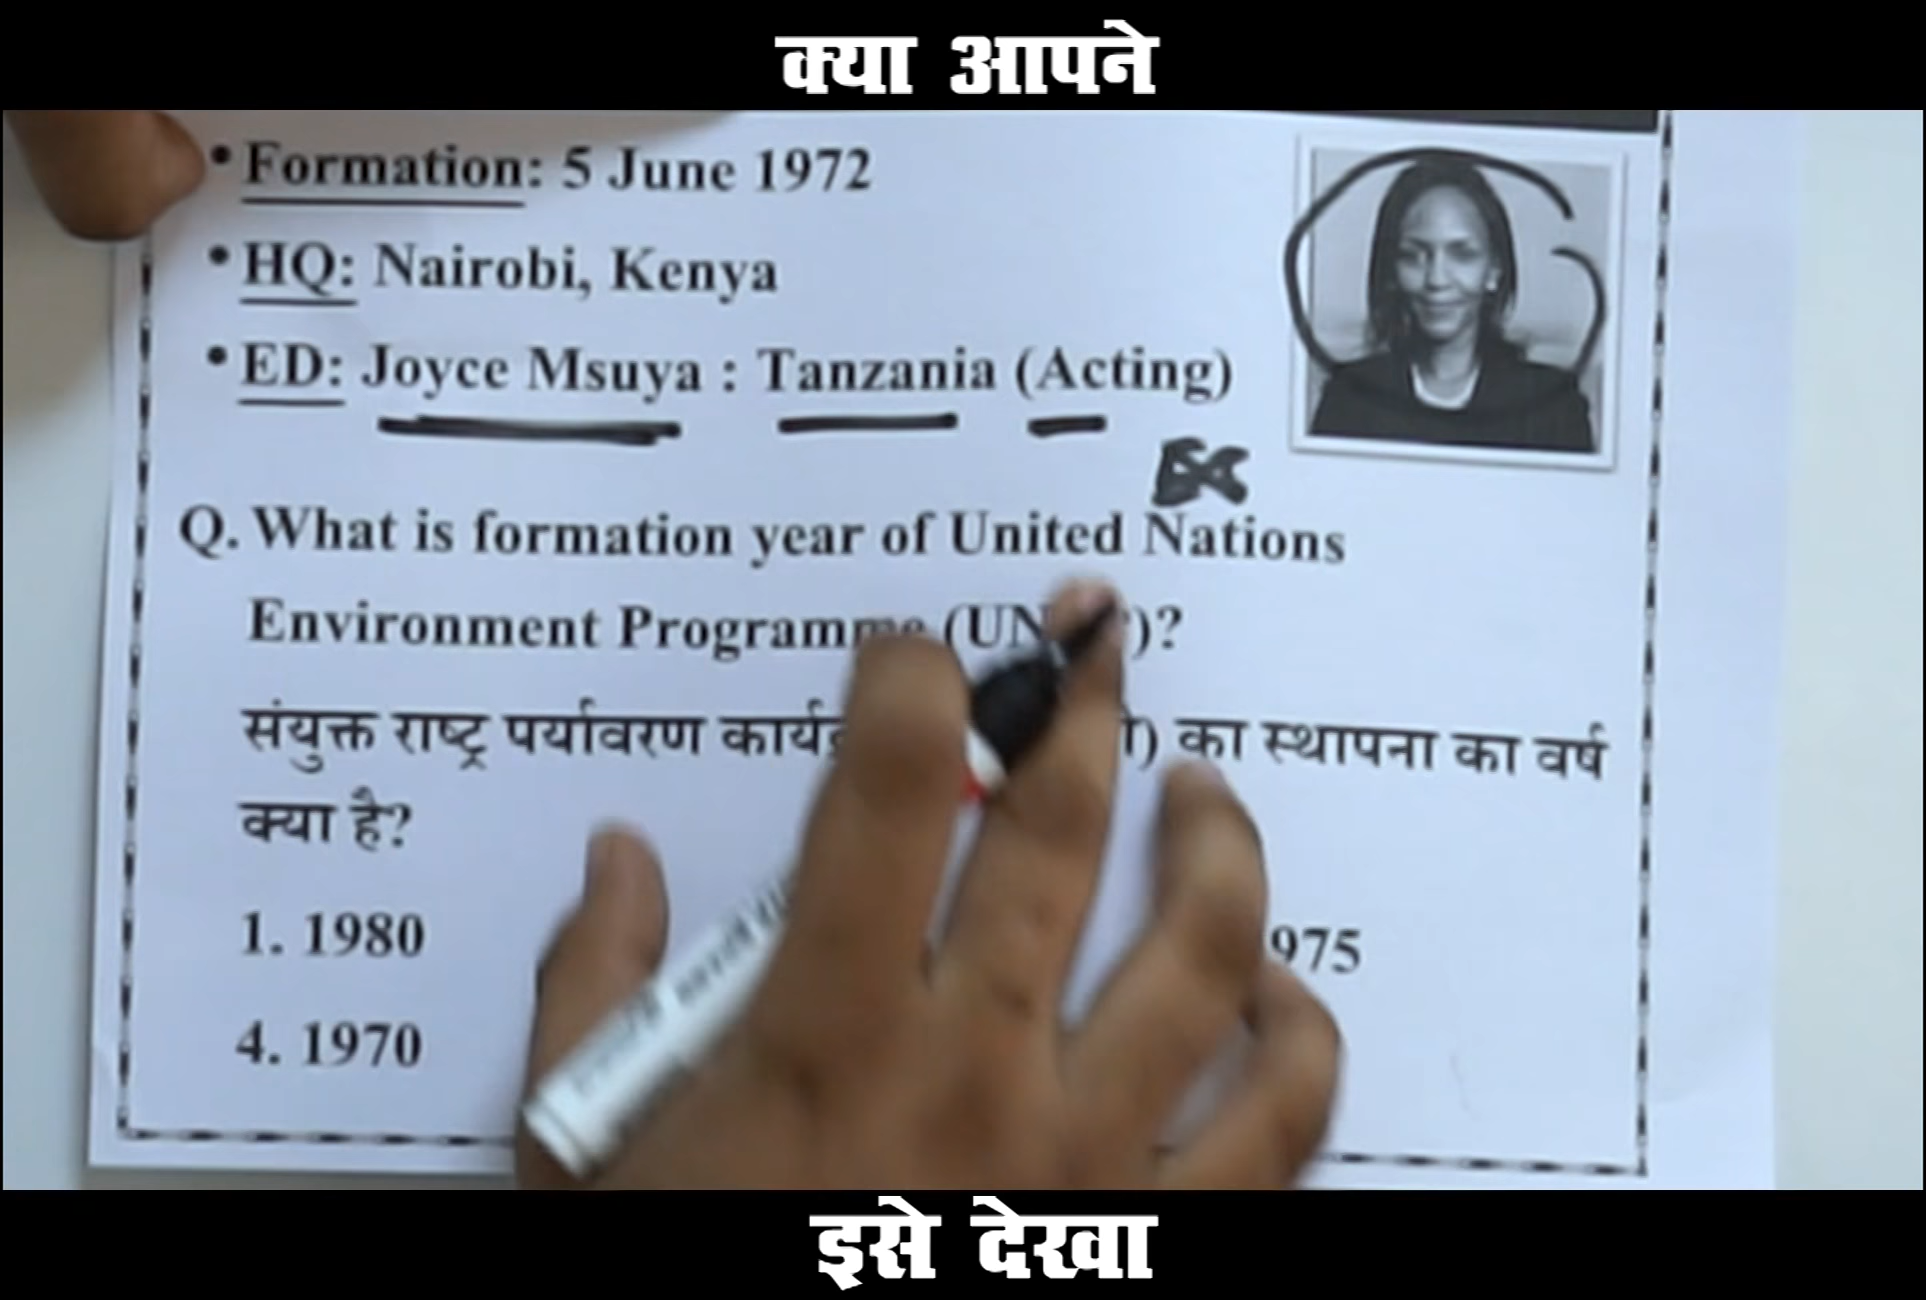 क्या आपने
• Formation: 5 June 1972
• HQ: Nairobi, Kenya
• ED: Joyce Msuya : Tanzania (Acting)
Q. What is formation year of United Nations
Environment )?
संयुक्त राष्ट्र पर्यावरण का स्थापना का वर्ष
क्या है?
1. 1980 975
4. 1970
इसे देखा